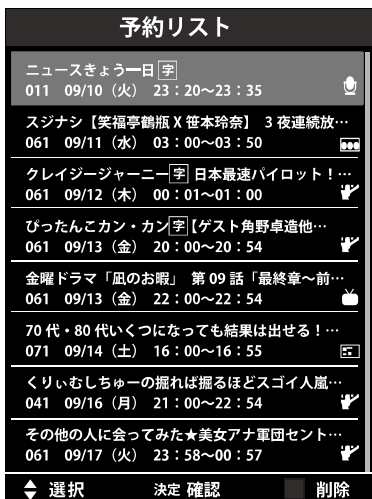 予約リスト
ニュースきょう一日字
011 09/10（火） 23：20～23：35
スジナシ【笑福亭鶴瓶X笹本玲奈】 3夜連続放…
061 09/11（水） 03：00～03：50
クレイジージャーニー字 日本最速パイロット！…
061 09/12（木） 00：01～01：00
ぴったんこカン・カン字【ゲスト角野卓造他…
061 09/13（金） 20：00～20：54
金曜ドラマ「凪のお暇」 第09話「最終章～前…
061 09/13（金） 22：00～22：54
70代・80代いくつになっても結果は出せる！…
071 09/14（土） 16：00～16：55
くりぃむしちゅーの掘れば掘るほどスゴイ人嵐…
041 09/16（月） 21：00～22：54
その他の人に会ってみた★美女アナ軍団セント…
061 09/17（火） 23：58～00：57
選択 決定 確認 削除